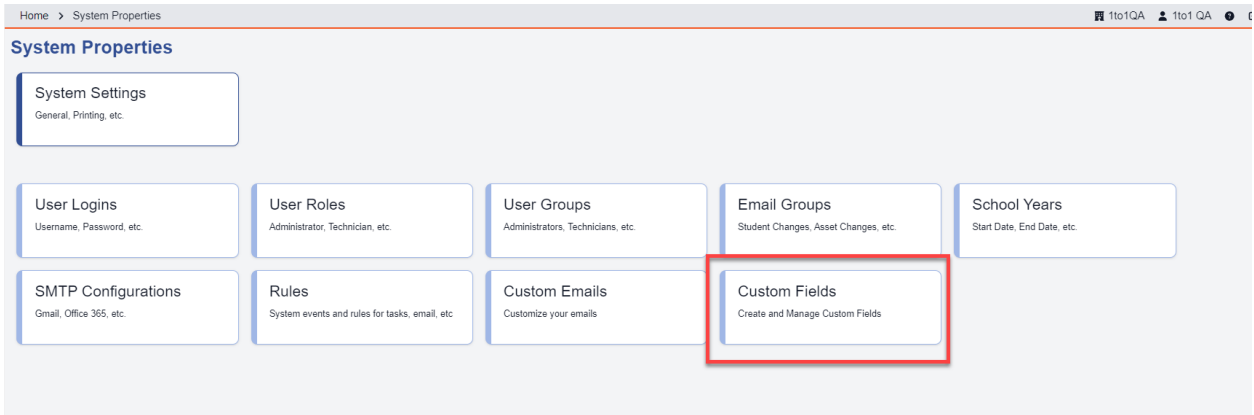 Home > System Properties 1to1QA 1to1 QA
System Properties
System Settings
General, Printing, etc.
User Logins
Username, Password, etc.
User Roles
Administrator, Technician, etc.
User Groups
Administrators, Technicians, etc.
Email Groups
Student Changes, Asset Changes, etc.
School Years
Start Date, End Date, etc.
SMTP Configurations
Gmail, Office 365, etc.
Rules
System events and rules for tasks, email, etc
Custom Emails
Customize your emails
Custom Fields
Create and Manage Custom Fields